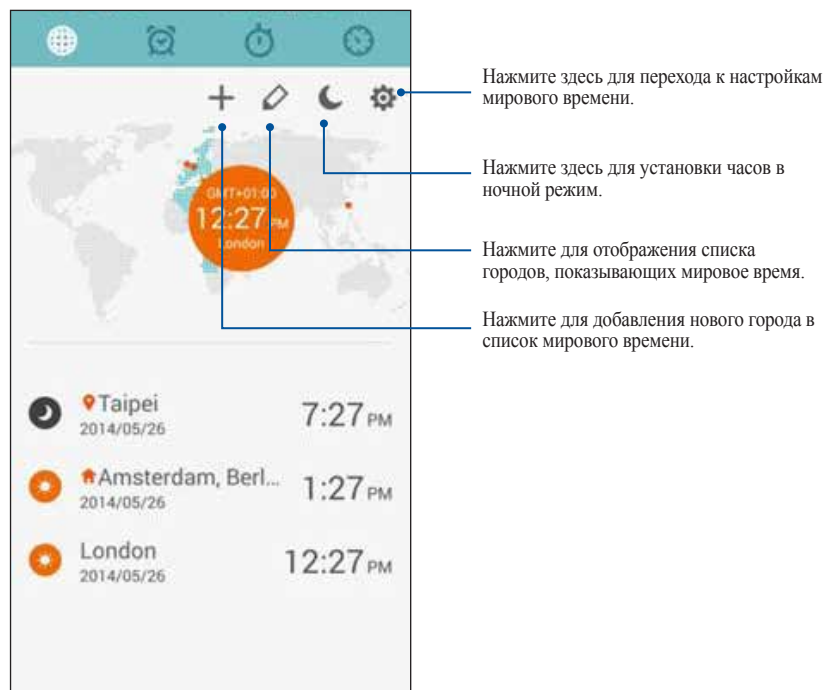 Нажмите здесь для перехода к настройкам
мирового времени.
Нажмите здесь для установки часов в
ночной режим.
GMT+01:00
12:27 PM
London
Нажмите для отображения списка
городов, показывающих мировое время.
Нажмите для добавления нового города в
список мирового времени.
Taipei
2014/05/26
7:27 PM
Amsterdam, Berl...
2014/05/26
1:27 PM
London
2014/05/26
12:27 PM